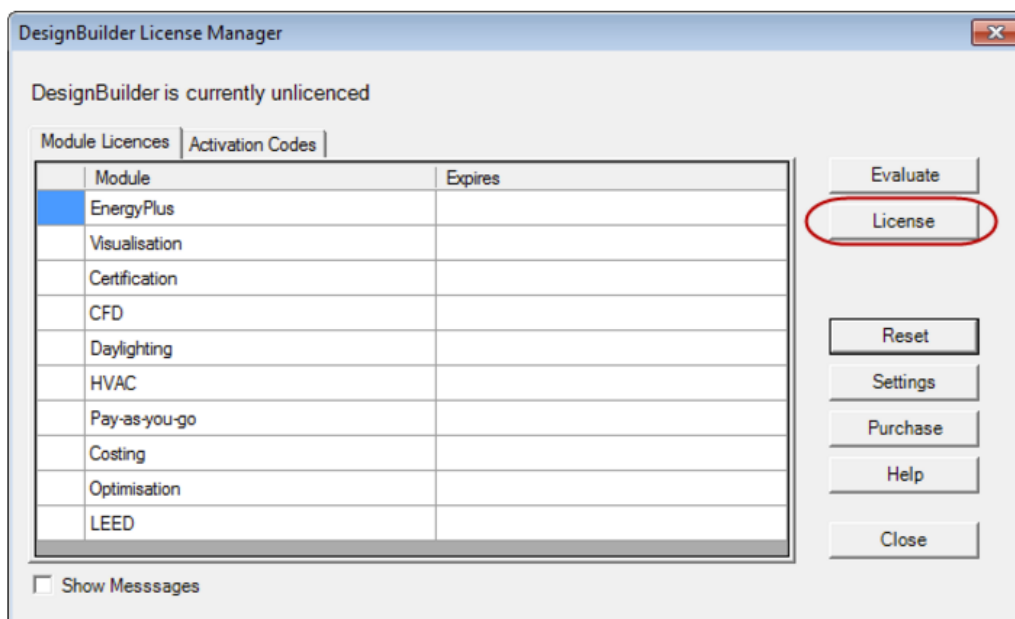 DesignBuilder License Manager
DesignBuilder is currently unlicenced
Module Licences Activation Codes
Module Expires
EnergyPlus
Visualisation
Certification
CFD
Daylighting
HVAC
Pay-as-you-go
Costing
Optimisation
LEED
Show Messsages
Evaluate
License
Reset
Settings
Purchase
Help
Close